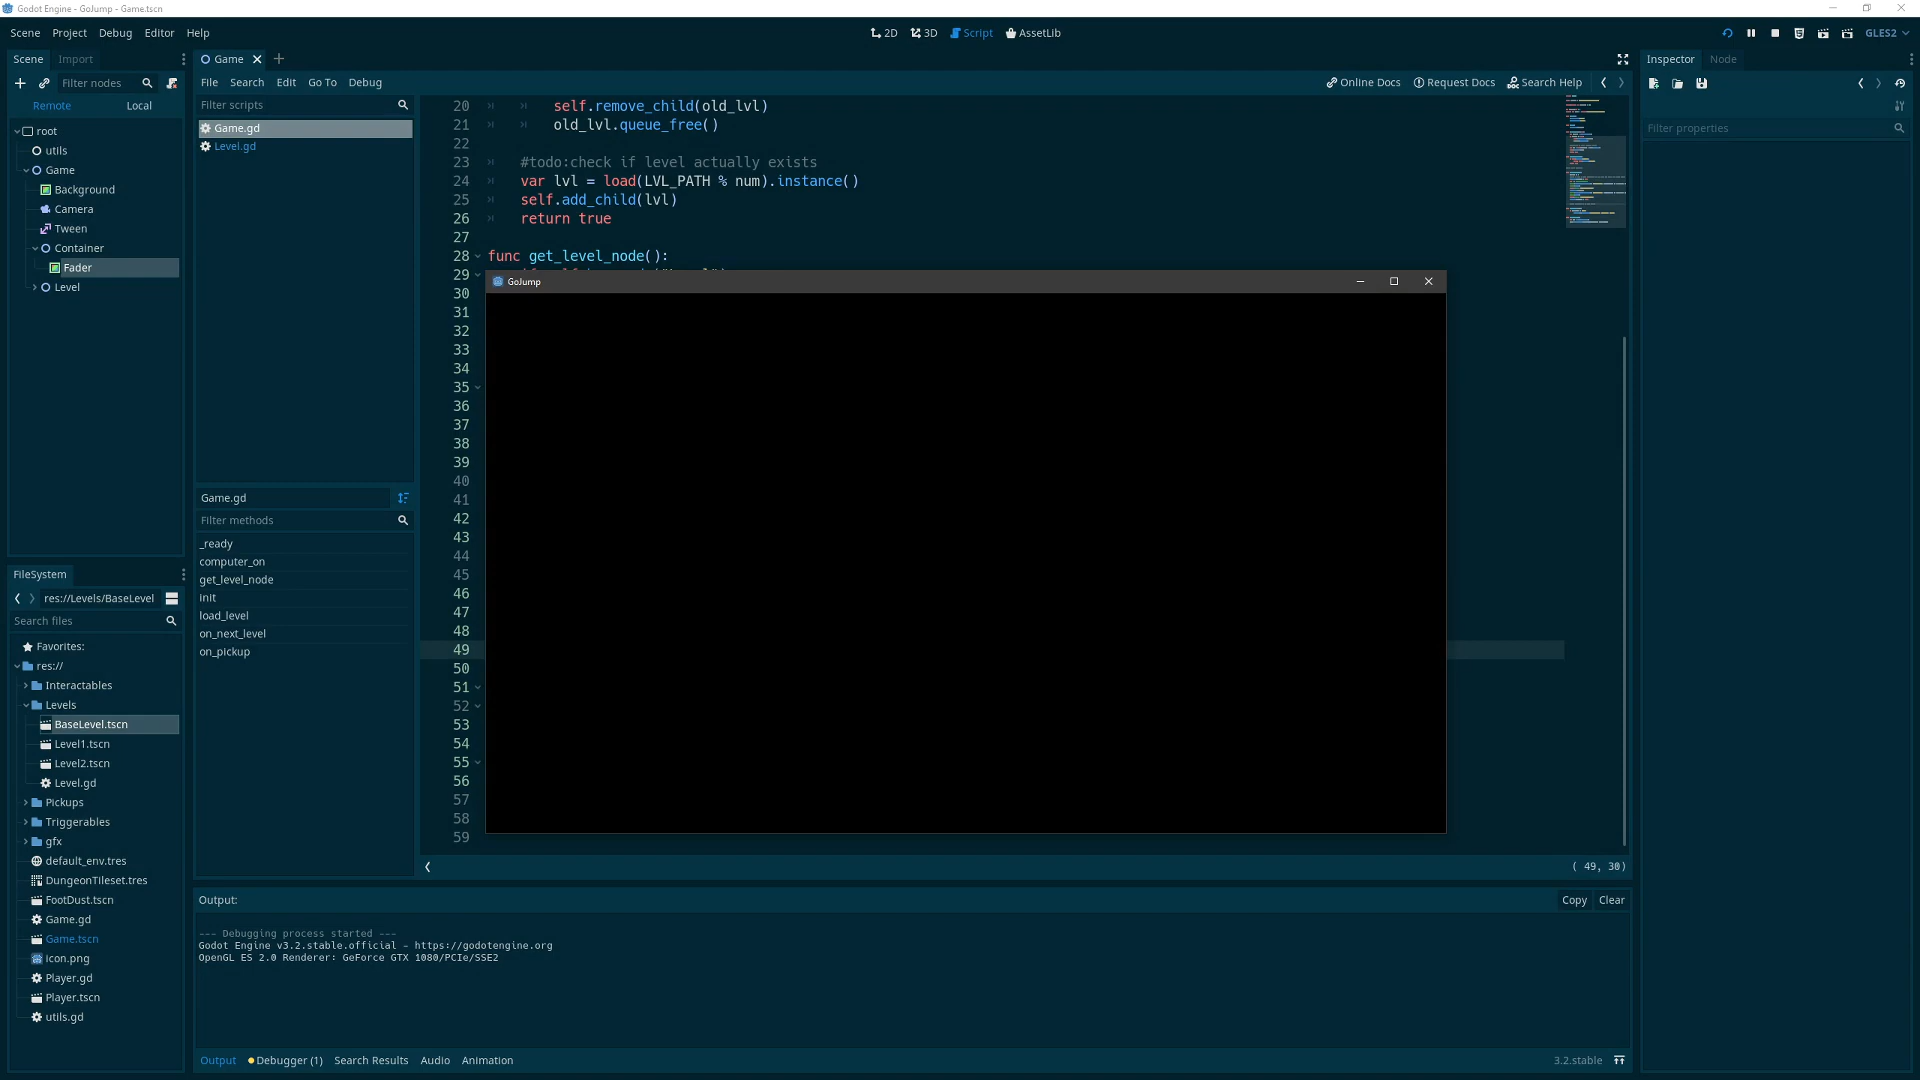 Godot Engine - GoJump - Game.tscn
Scene Project Debug Editor Help
2D 3D Script AssetLib
GLES2
Scene Import
Filter nodes
Remote Local
root
utils
Game
Background
Camera
Tween
Container
Fader
Level
FileSystem
res://Levels/BaseLevel
Search files
Favorites:
res://
Interactables
Levels
BaseLevel.tscn
Level1.tscn
Level2.tscn
Level.gd
Pickups
Triggerables
gfx
default_env.tres
DungeonTileset.tres
FootDust.tscn
Game.gd
Game.tscn
icon.png
Player.gd
Player.tscn
utils.gd
Game
File Search Edit Go To Debug
Online Docs Request Docs Search Help
Filter scripts
Game.gd
Level.gd
Game.gd
Filter methods
_ready
computer_on
get_level_node
init
load_level
on_next_level
on_pickup
20 self.remove_child(old_lvl)
21 old_lvl.queue_free()
22
23 #todo:check if level actually exists
24 var lvl = load(LVL_PATH % num).instance()
25 self.add_child(lvl)
26 return true
27
28 func get_level_node():
29
30
31
32
33
34
35
36
37
38
39
40
41
42
43
44
45
46
47
48
49
50
51
52
53
54
55
56
57
58
59
GoJump
( 49, 30)
Output:
Copy Clear
--- Debugging process started ---
Godot Engine v3.2.stable.official - https://godotengine.org
OpenGL ES 2.0 Renderer: GeForce GTX 1080/PCIe/SSE2
Output Debugger (1) Search Results Audio Animation
3.2.stable
Inspector Node
Filter properties